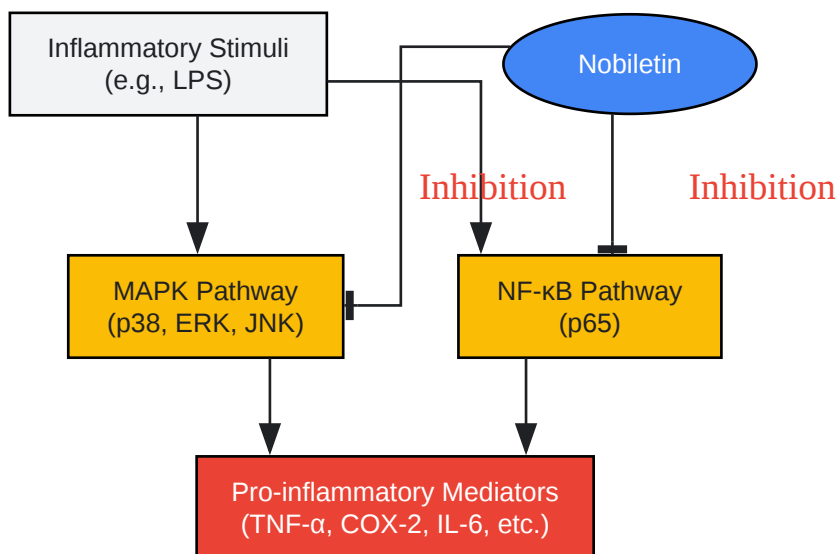 Inflammatory Stimuli
(e.g., LPS)
Nobiletin
Inhibition
Inhibition
MAPK Pathway
(p38, ERK, JNK)
NF-κB Pathway
(p65)
Pro-inflammatory Mediators
(TNF-α, COX-2, IL-6, etc.)